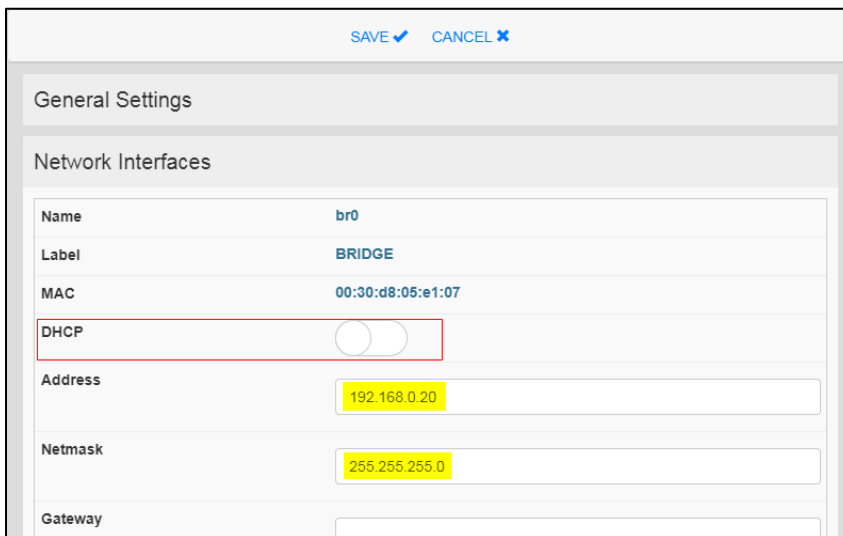 SAVE ✔ CANCEL ✖
General Settings
Network Interfaces
Name br0
Label BRIDGE
MAC 00:30:d8:05:e1:07
DHCP
Address 192.168.0.20
Netmask 255.255.255.0
Gateway